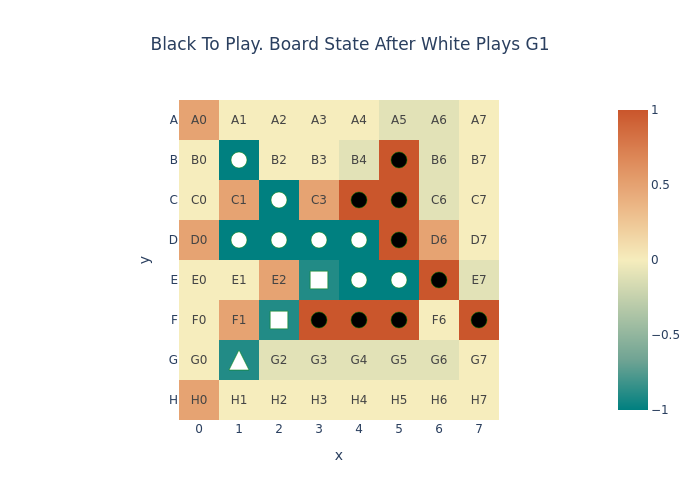 Black To Play. Board State After White Plays G1
A A0 A1 A2 A3 A4 A5 A6 A7
B B0 B2 B3 B4 B6 B7
C C0 C1 C3 C6 C7
D D0 D6 D7
E E0 E1 E2 E7
F F0 F1 F6
G G0 G2 G3 G4 G5 G6 G7
H H0 H1 H2 H3 H4 H5 H6 H7
0 1 2 3 4 5 6 7
x
y
1
0.5
0
−0.5
−1